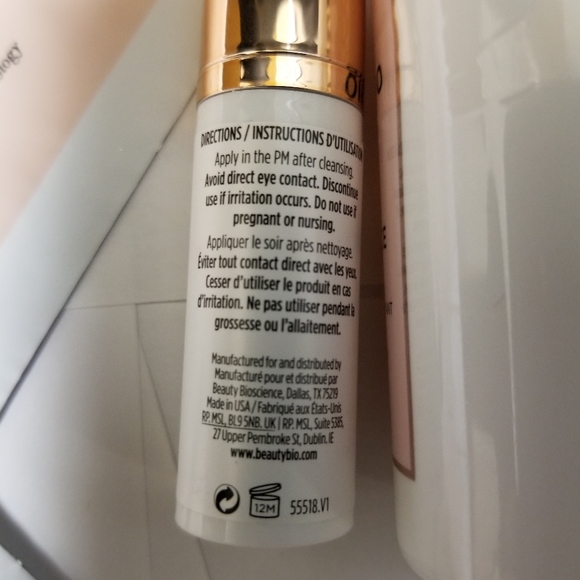 DIRECTIONS / INSTRUCTIONS D'UTILISATION
Apply in the PM after cleansing.
Avoid direct eye contact. Discontinue
use if irritation occurs. Do not use if
pregnant or nursing.
Appliquer le soir après nettoyage.
Éviter tout contact direct avec les yeux.
Cesser d'utiliser le produit en cas
d'irritation. Ne pas utiliser pendant la
grossesse ou l'allaitement.
Manufactured for and distributed by
Manufacturé pour et distribué par
Beauty Bioscience, Dallas, TX 75219
Made in USA / Fabriqué aux États-Unis
RP. MSL, BL9 5NB. UK | RP. MSL, Suite 5385,
27 Upper Pembroke St, Dublin. IE
www.beautybio.com
12M 55518.V1